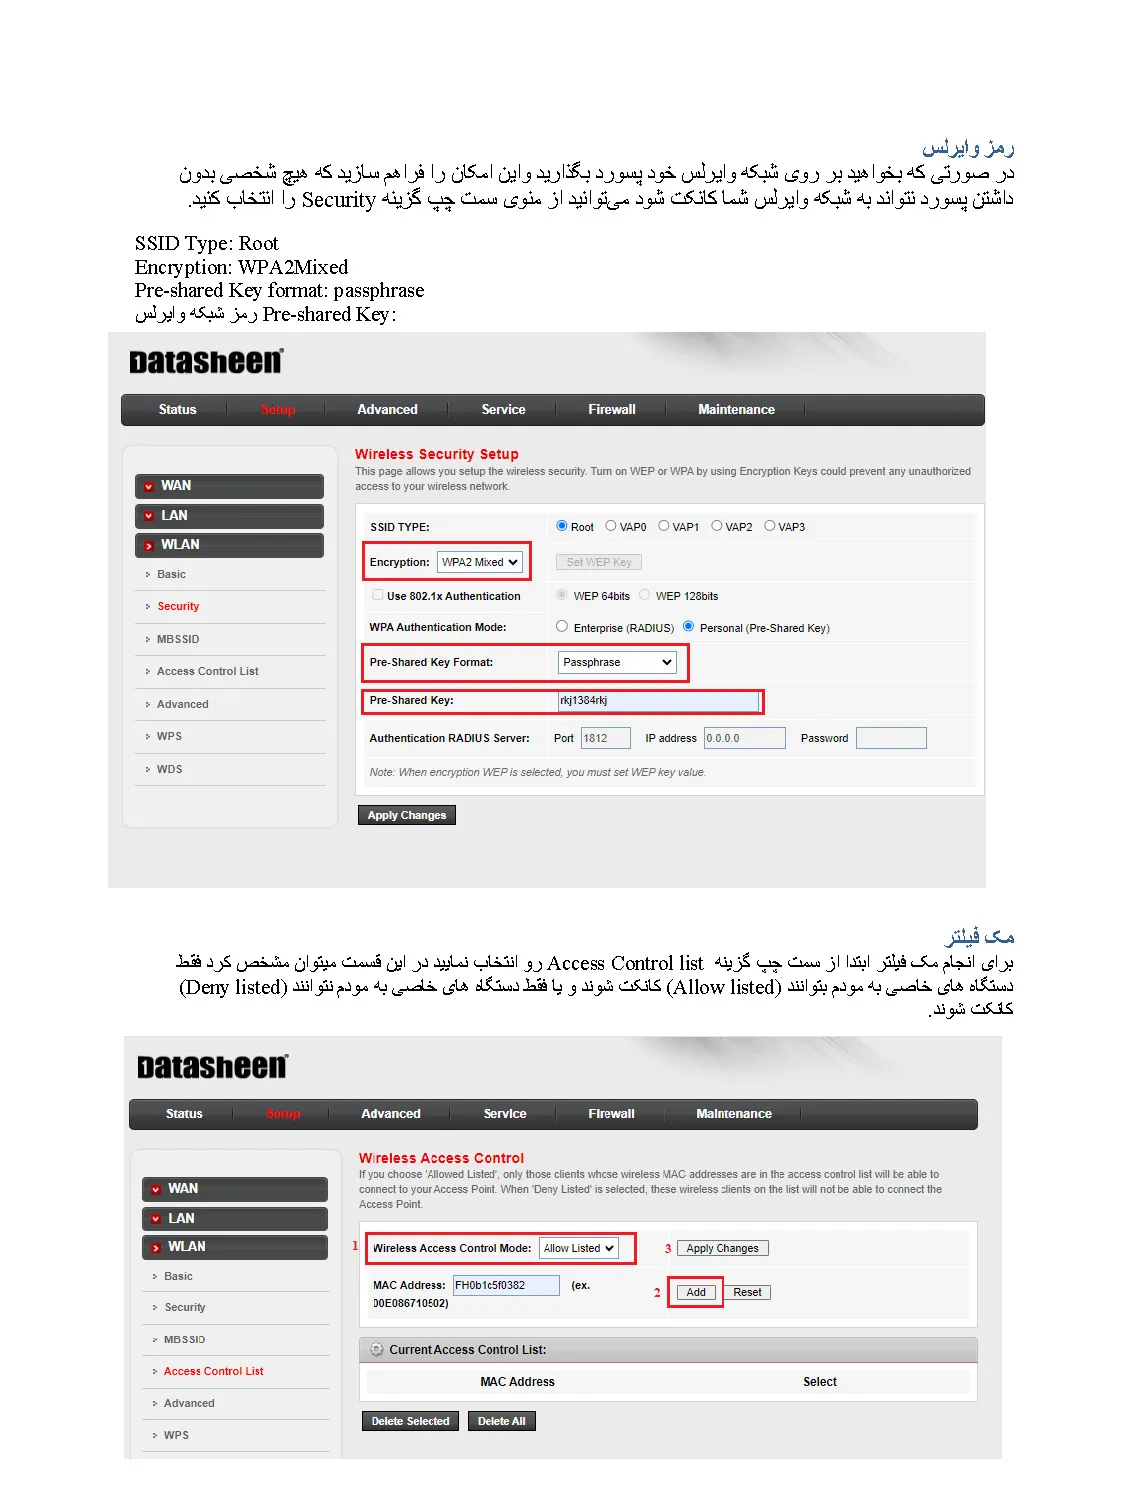 رمز وایرلس
در صورتی که بخواهید بر روی شبکه وایرلس خود پسورد بگذارید واین امکان را فراهم سازید که هیچ شخصی بدون
داشتن پسورد نتواند به شبکه وایرلس شما کانکت شود می‌توانید از منوی سمت چپ گزینه Security را انتخاب کنید.
SSID Type: Root
Encryption: WPA2Mixed
Pre-shared Key format: passphrase
رمز شبکه وایرلس Pre-shared Key:
Datasheen
Status Setup Advanced Service Firewall Maintenance
WAN
LAN
WLAN
Basic
Security
MBSSID
Access Control List
Advanced
WPS
WDS
Wireless Security Setup
This page allows you setup the wireless security. Turn on WEP or WPA by using Encryption Keys could prevent any unauthorized
access to your wireless network.
SSID TYPE: Root VAP0 VAP1 VAP2 VAP3
Encryption: WPA2 Mixed Set WEP Key
Use 802.1x Authentication WEP 64bits WEP 128bits
WPA Authentication Mode: Enterprise (RADIUS) Personal (Pre-Shared Key)
Pre-Shared Key Format: Passphrase
Pre-Shared Key: rkj1384rkj
Authentication RADIUS Server: Port 1812 IP address 0.0.0.0 Password
Note: When encryption WEP is selected, you must set WEP key value.
Apply Changes
مک فیلتر
برای انجام مک فیلتر ابتدا از سمت چپ گزینه Access Control list رو انتخاب نمایید در این قسمت میتوان مشخص کرد فقط
دستگاه های خاصی به مودم بتوانند (Allow listed) کانکت شوند و یا فقط دستگاه های خاصی به مودم نتوانند (Deny listed)
کانکت شوند.
Datasheen
Status Setup Advanced Service Firewall Maintenance
WAN
LAN
WLAN
Basic
Security
MBSSID
Access Control List
Advanced
WPS
Wireless Access Control
If you choose 'Allowed Listed', only those clients whose wireless MAC addresses are in the access control list will be able to
connect to your Access Point. When 'Deny Listed' is selected, these wireless clients on the list will not be able to connect the
Access Point.
1 Wireless Access Control Mode: Allow Listed 3 Apply Changes
MAC Address: FH0b1c5f0382 (ex.
00E086710502) 2 Add Reset
Current Access Control List:
MAC Address Select
Delete Selected Delete All